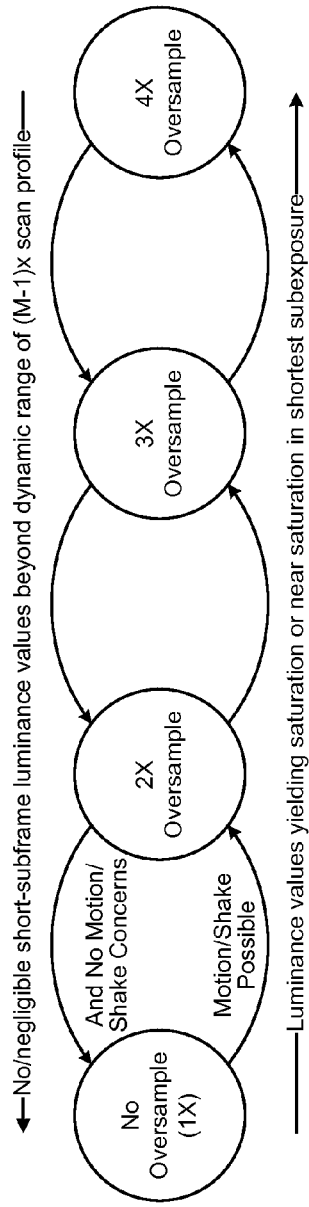 No/negligible short-subframe luminance values beyond dynamic range of (M-1)x scan profile
No
Oversample
(1X)
And No Motion/
Shake Concerns
Motion/Shake
Possible
2X
Oversample
3X
Oversample
4X
Oversample
Luminance values yielding saturation or near saturation in shortest subexposure